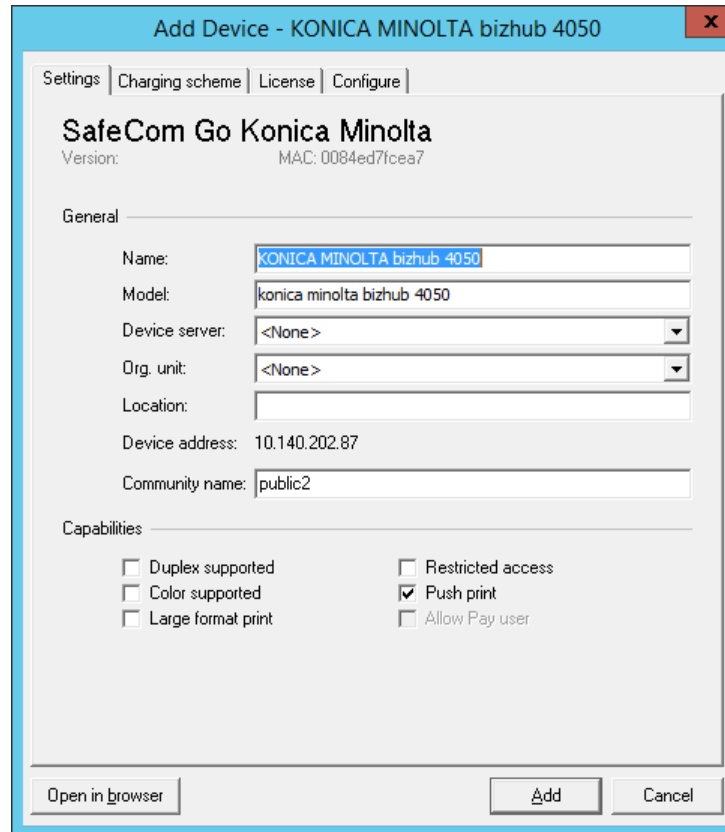 Add Device - KONICA MINOLTA bizhub 4050
x
Settings Charging scheme License Configure
SafeCom Go Konica Minolta
Version: MAC: 0084ed7fcea7
General
Name: KONICA MINOLTA bizhub 4050
Model: konica minolta bizhub 4050
Device server: <None>
Org. unit: <None>
Location:
Device address: 10.140.202.87
Community name: public2
Capabilities
Duplex supported Restricted access
Color supported Push print
Large format print Allow Pay user
Open in browser Add Cancel